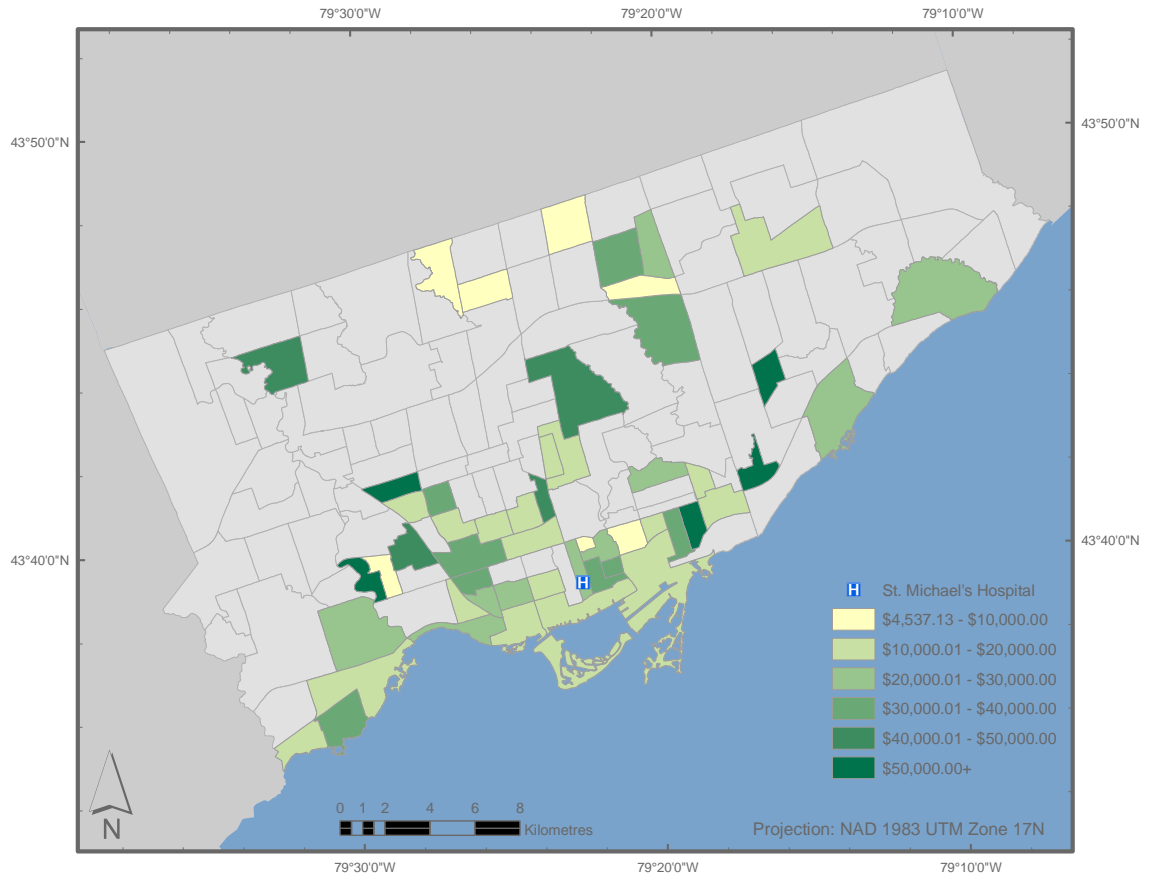 79°30'0"W 79°20'0"W 79°10'0"W
43°50'0"N 43°50'0"N
43°40'0"N 43°40'0"N
H
H St. Michael's Hospital
$4,537.13 - $10,000.00
$10,000.01 - $20,000.00
$20,000.01 - $30,000.00
$30,000.01 - $40,000.00
$40,000.01 - $50,000.00
$50,000.00+
N
0 1 2 4 6 8
Kilometres
Projection: NAD 1983 UTM Zone 17N
79°30'0"W 79°20'0"W 79°10'0"W